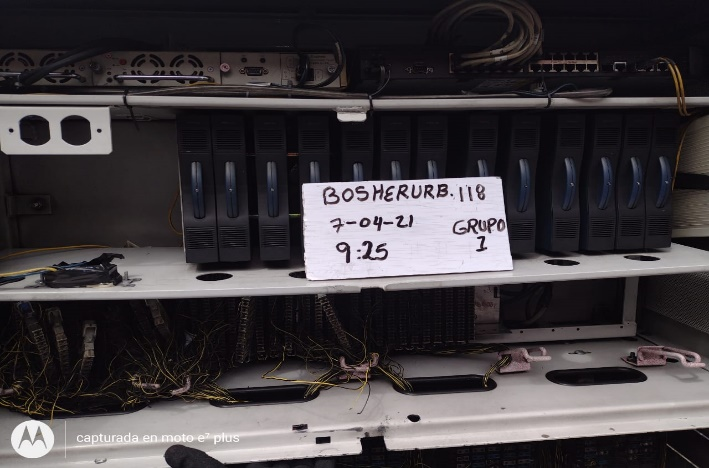 BOSHERURB. 118
7-04-21
GRUPO
1
9:25
capturada en moto e⁵ plus